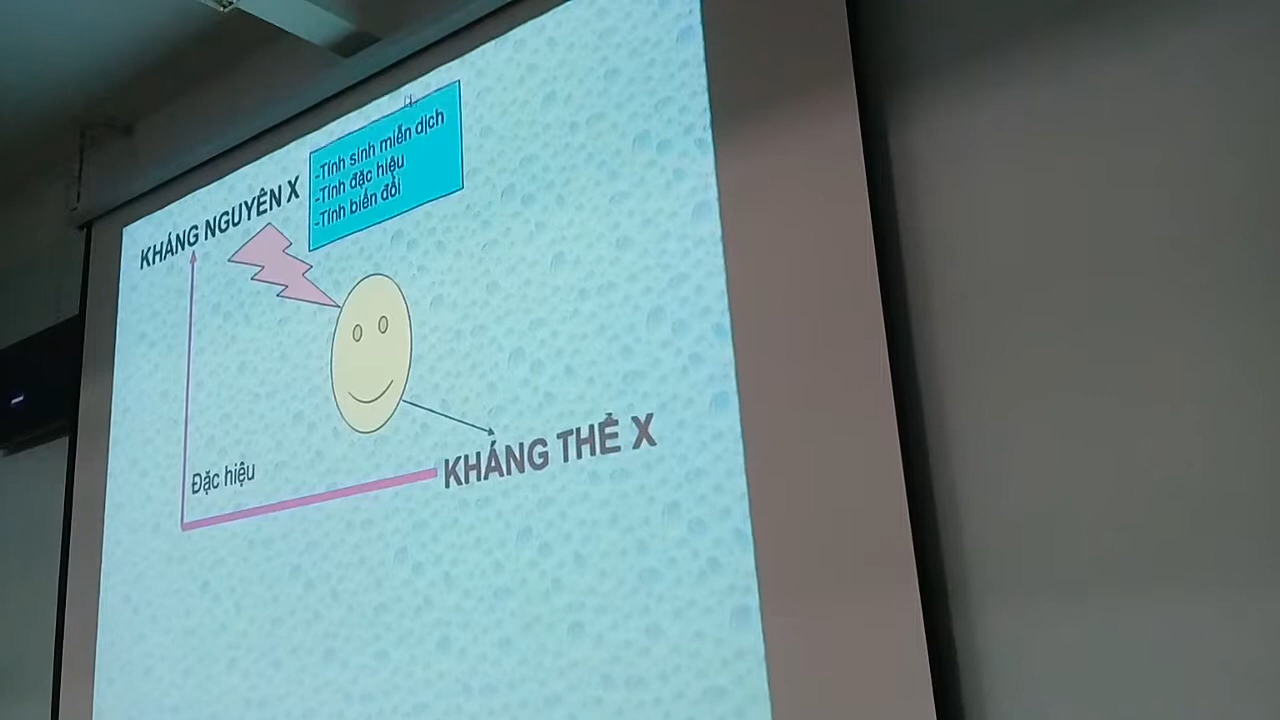 KHÁNG NGUYÊN X
-Tính sinh miễn dịch
-Tính đặc hiệu
-Tính biến đổi
Đặc hiệu
KHÁNG THỂ X